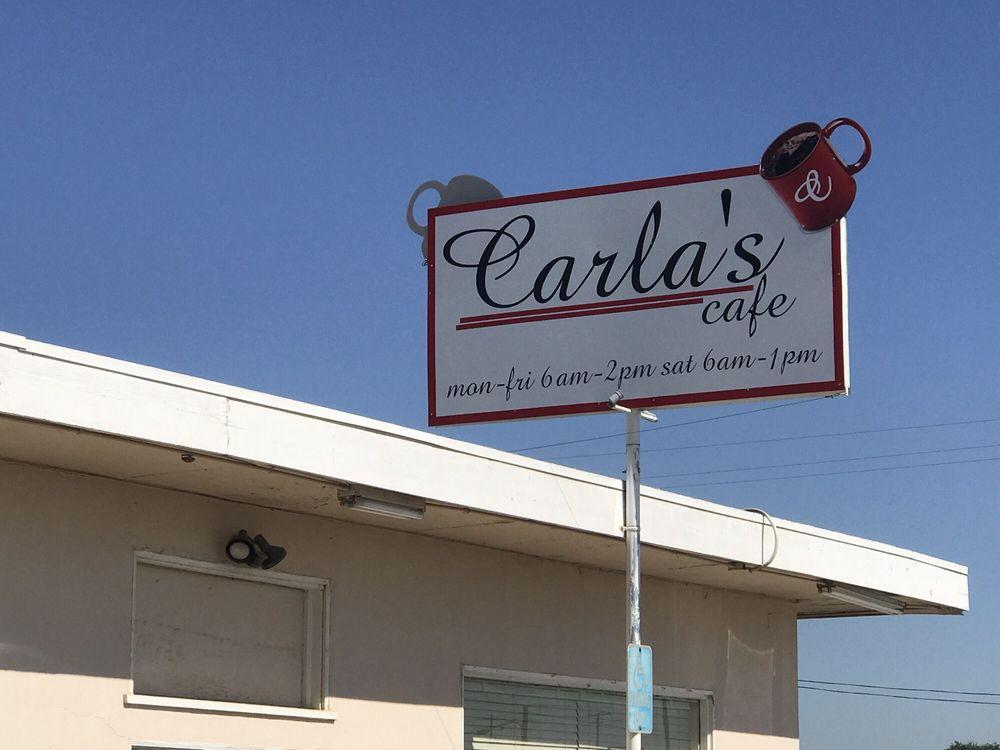 Carla's
cafe
mon-fri 6am-2pm sat 6am-1pm